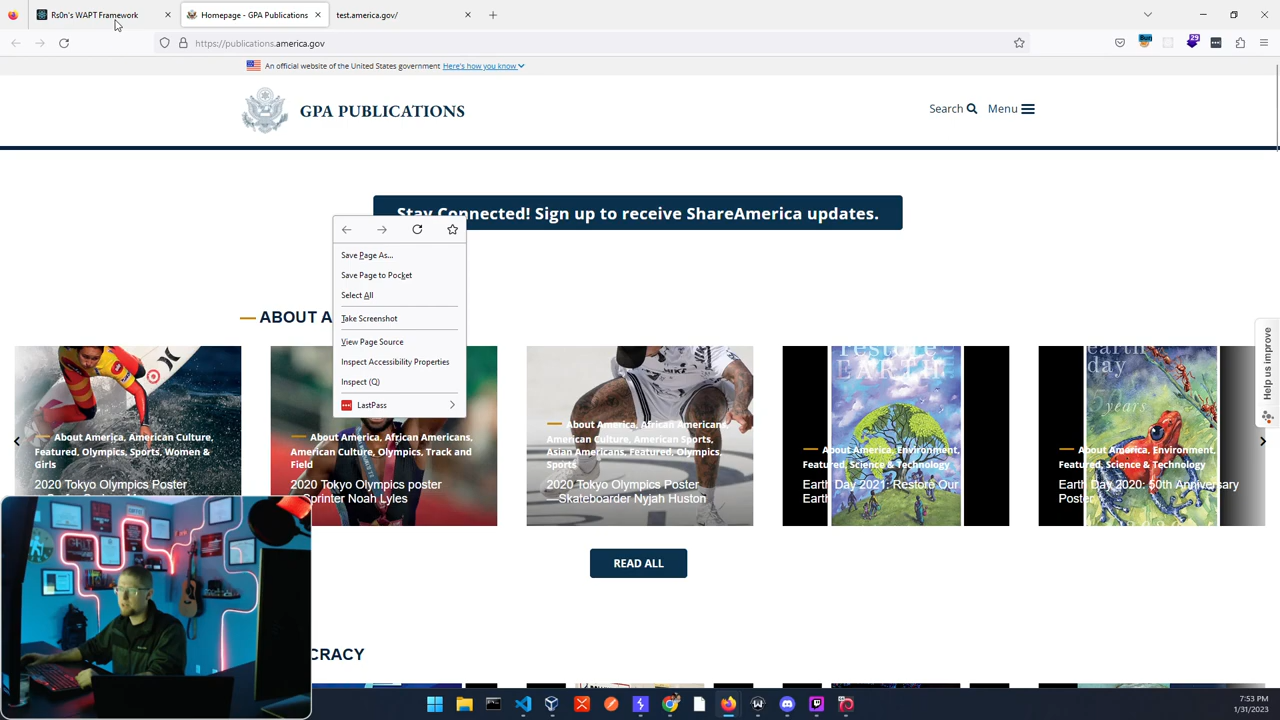 Rs0n's WAPT Framework
Homepage - GPA Publications
test.america.gov/
https://publications.america.gov
29
An official website of the United States government Here's how you know
GPA PUBLICATIONS
Search
Menu
Stay Connected! Sign up to receive ShareAmerica updates.
Save Page As...
Save Page to Pocket
Select All
Take Screenshot
View Page Source
Inspect Accessibility Properties
Inspect (Q)
LastPass
ABOUT A
Help us improve
About America, American Culture,
Featured, Olympics, Sports, Women &
Girls
2020 Tokyo Olympics Poster
About America, African Americans,
American Culture, Olympics, Track and
Field
2020 Tokyo Olympics poster
Sprinter Noah Lyles
About America, African Americans,
American Culture, American Sports,
Asian Americans, Featured, Olympics,
Sports
2020 Tokyo Olympics Poster
—Skateboarder Nyjah Huston
EARTH
About America, Environment,
Featured, Science & Technology
Earth Day 2021: Restore Our
Earth
earth
day
years
About America, Environment,
Featured, Science & Technology
Earth Day 2020: 50th Anniversary
Poster
READ ALL
CRACY
7:53 PM
1/31/2023